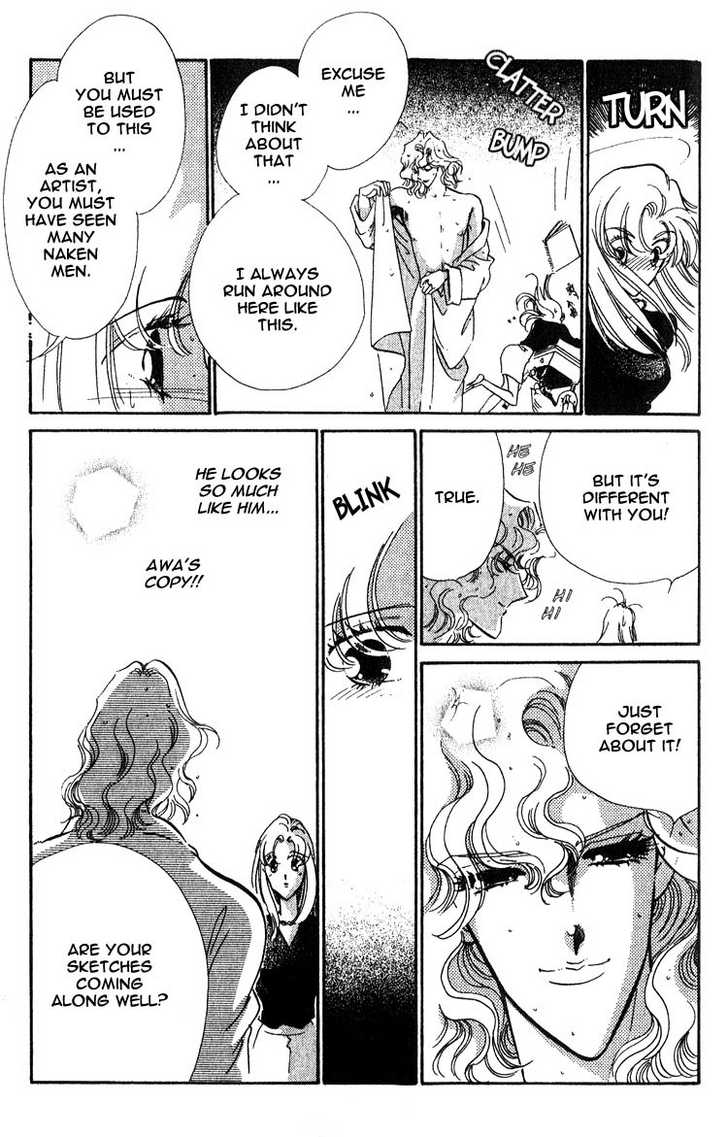 TURN
CLATTER
BUMP
EXCUSE
ME
...
I DIDN'T
THINK
ABOUT
THAT
...
I ALWAYS
RUN AROUND
HERE LIKE
THIS.
BUT
YOU MUST
BE USED
TO THIS
...
AS AN
ARTIST,
YOU MUST
HAVE SEEN
MANY
NAKEN
MEN.
BUT IT'S
DIFFERENT
WITH YOU!
HE
HE
TRUE.
HI
HI
JUST
FORGET
ABOUT IT!
BLINK
HE LOOKS
SO MUCH
LIKE HIM...
AWA'S
COPY!!
ARE YOUR
SKETCHES
COMING
ALONG WELL?